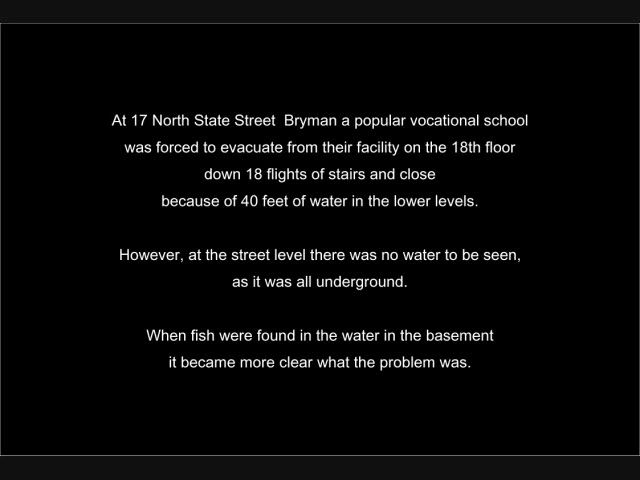 At 17 North State Street  Bryman a popular vocational school
was forced to evacuate from their facility on the 18th floor
down 18 flights of stairs and close
because of 40 feet of water in the lower levels.
However, at the street level there was no water to be seen,
as it was all underground.
When fish were found in the water in the basement
it became more clear what the problem was.